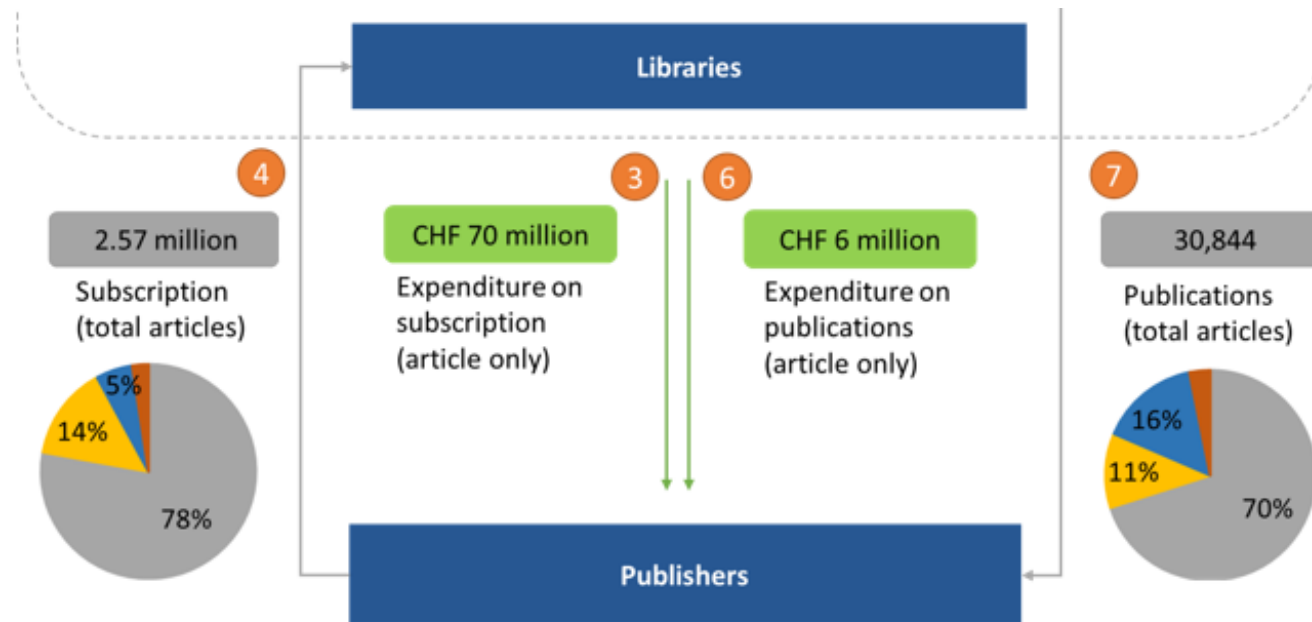 Libraries
4
3
6
7
2.57 million
CHF 70 million
CHF 6 million
30,844
Subscription
(total articles)
Expenditure on
subscription
(article only)
Expenditure on
publications
(article only)
Publications
(total articles)
5%
14%
78%
16%
11%
70%
Publishers